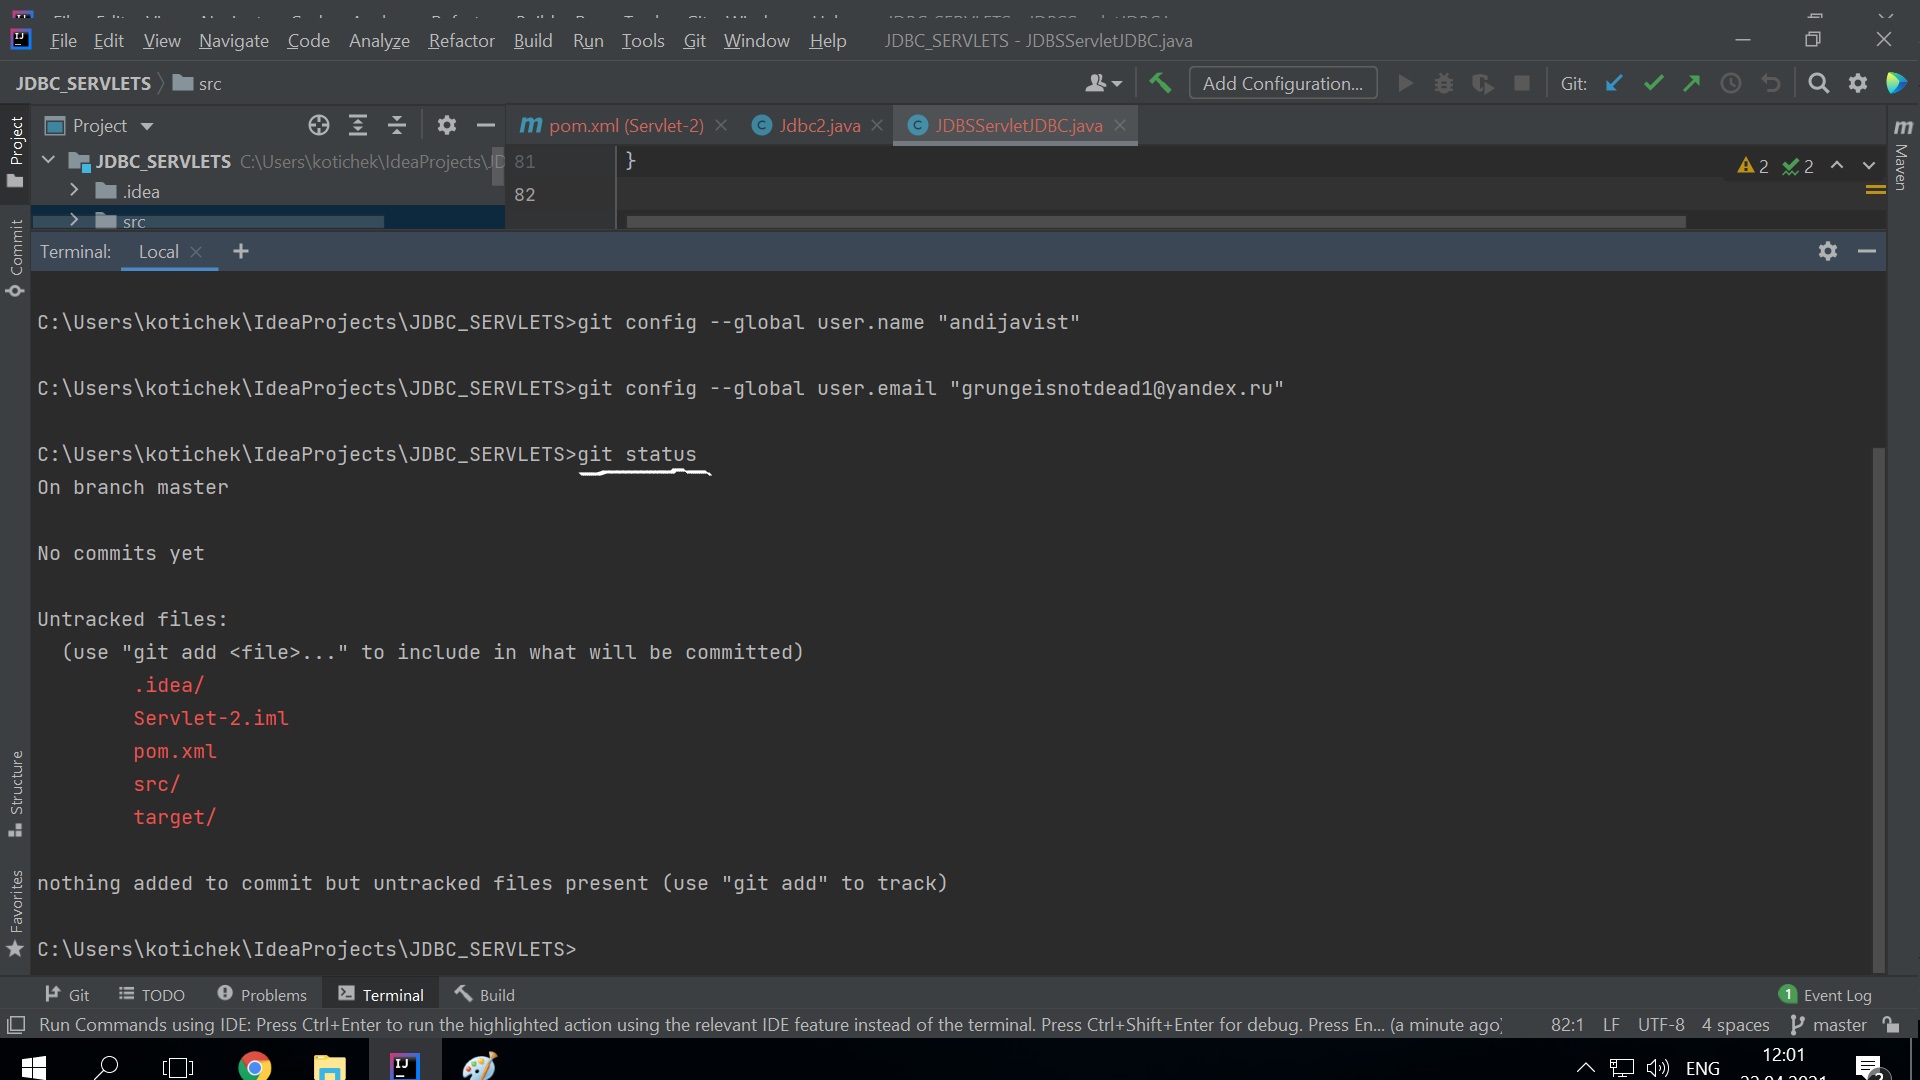 File Edit View Navigate Code Analyze Refactor Build Run Tools Git Window Help JDBC_SERVLETS - JDBSServletJDBC.java
JDBC_SERVLETS src Add Configuration... Git:
Project pom.xml (Servlet-2) Jdbc2.java JDBSServletJDBC.java
Project
Commit
Structure
Favorites
Maven
JDBC_SERVLETS C:\Users\kotichek\IdeaProjects\JD 81 } 2 2
.idea 82
src
Terminal: Local
C:\Users\kotichek\IdeaProjects\JDBC_SERVLETS>git config --global user.name "andijavist"
C:\Users\kotichek\IdeaProjects\JDBC_SERVLETS>git config --global user.email "grungeisnotdead1@yandex.ru"
C:\Users\kotichek\IdeaProjects\JDBC_SERVLETS>git status
On branch master
No commits yet
Untracked files:
(use "git add <file>..." to include in what will be committed)
.idea/
Servlet-2.iml
pom.xml
src/
target/
nothing added to commit but untracked files present (use "git add" to track)
C:\Users\kotichek\IdeaProjects\JDBC_SERVLETS>
Git TODO Problems Terminal Build 1 Event Log
Run Commands using IDE: Press Ctrl+Enter to run the highlighted action using the relevant IDE feature instead of the terminal. Press Ctrl+Shift+Enter for debug. Press En... (a minute ago) 82:1 LF UTF-8 4 spaces master
ENG 12:01